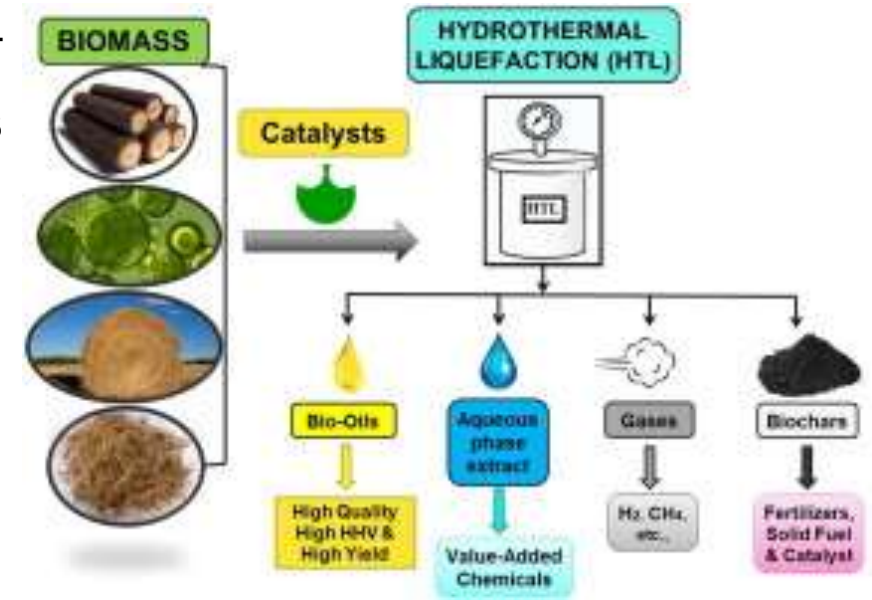 BIOMASS
HYDROTHERMAL
LIQUEFACTION (HTL)
Catalysts
HTL
Bio-Oils
Aqueous
phase
extract
Gases
Biochars
High Quality
High HHV &
High Yield
Value-Added
Chemicals
H₂, CH₄,
etc.,
Fertilizers,
Solid Fuel
& Catalyst